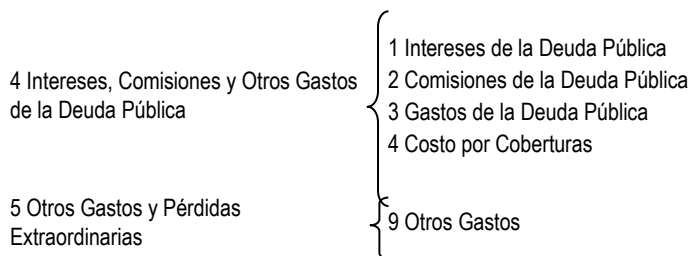 4 Intereses, Comisiones y Otros Gastos
de la Deuda Pública
1 Intereses de la Deuda Pública
2 Comisiones de la Deuda Pública
3 Gastos de la Deuda Pública
4 Costo por Coberturas
5 Otros Gastos y Pérdidas
Extraordinarias
9 Otros Gastos